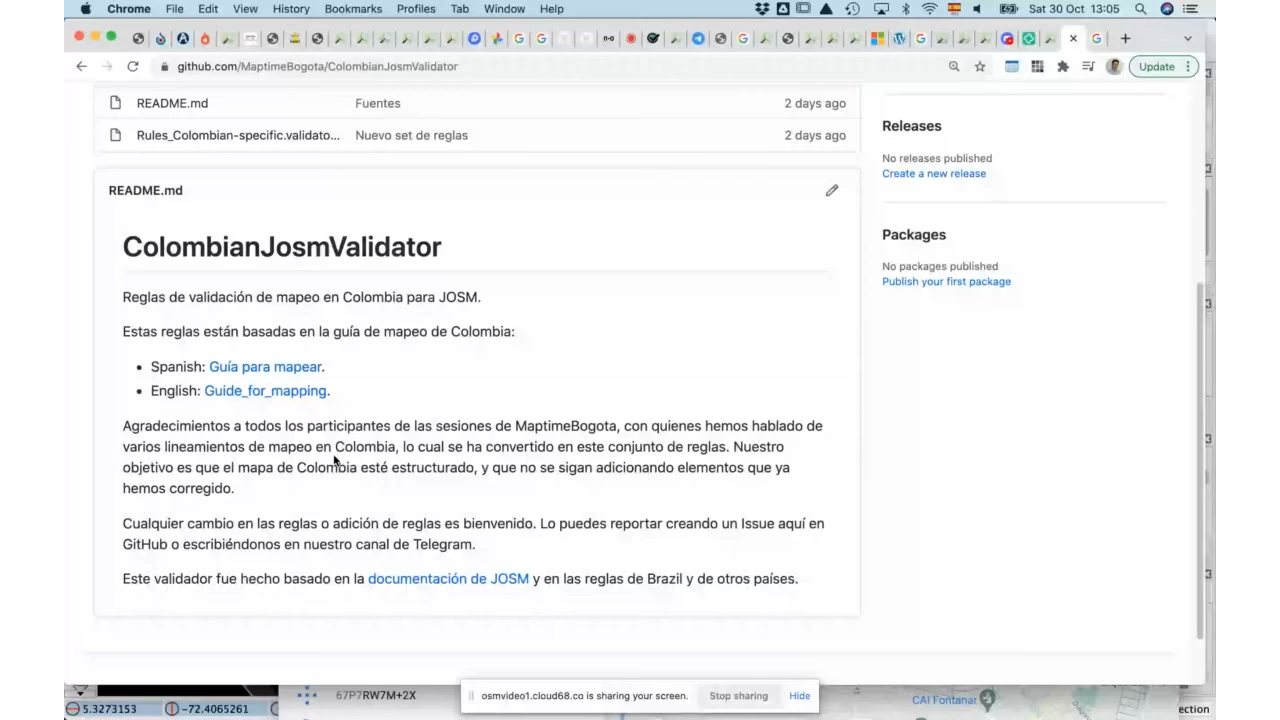 Chrome File Edit View History Bookmarks Profiles Tab Window Help Sat 30 Oct 13:05
github.com/MaptimeBogota/ColombianJosmValidator Update
README.md Fuentes 2 days ago
Rules_Colombian-specific.validato... Nuevo set de reglas 2 days ago
README.md
ColombianJosmValidator
Reglas de validación de mapeo en Colombia para JOSM.
Estas reglas están basadas en la guía de mapeo de Colombia:
• Spanish: Guía para mapear.
• English: Guide_for_mapping.
Agradecimientos a todos los participantes de las sesiones de MaptimeBogota, con quienes hemos hablado de
varios lineamientos de mapeo en Colombia, lo cual se ha convertido en este conjunto de reglas. Nuestro
objetivo es que el mapa de Colombia esté estructurado, y que no se sigan adicionando elementos que ya
hemos corregido.
Cualquier cambio en las reglas o adición de reglas es bienvenido. Lo puedes reportar creando un Issue aquí en
GitHub o escribiéndonos en nuestro canal de Telegram.
Este validador fue hecho basado en la documentación de JOSM y en las reglas de Brazil y de otros países.
Releases
No releases published
Create a new release
Packages
No packages published
Publish your first package
67P7RW7M+2X
osmvideo1.cloud68.co is sharing your screen. Stop sharing Hide
CAI Fontanar
5.3273153 -72.4065261
ection